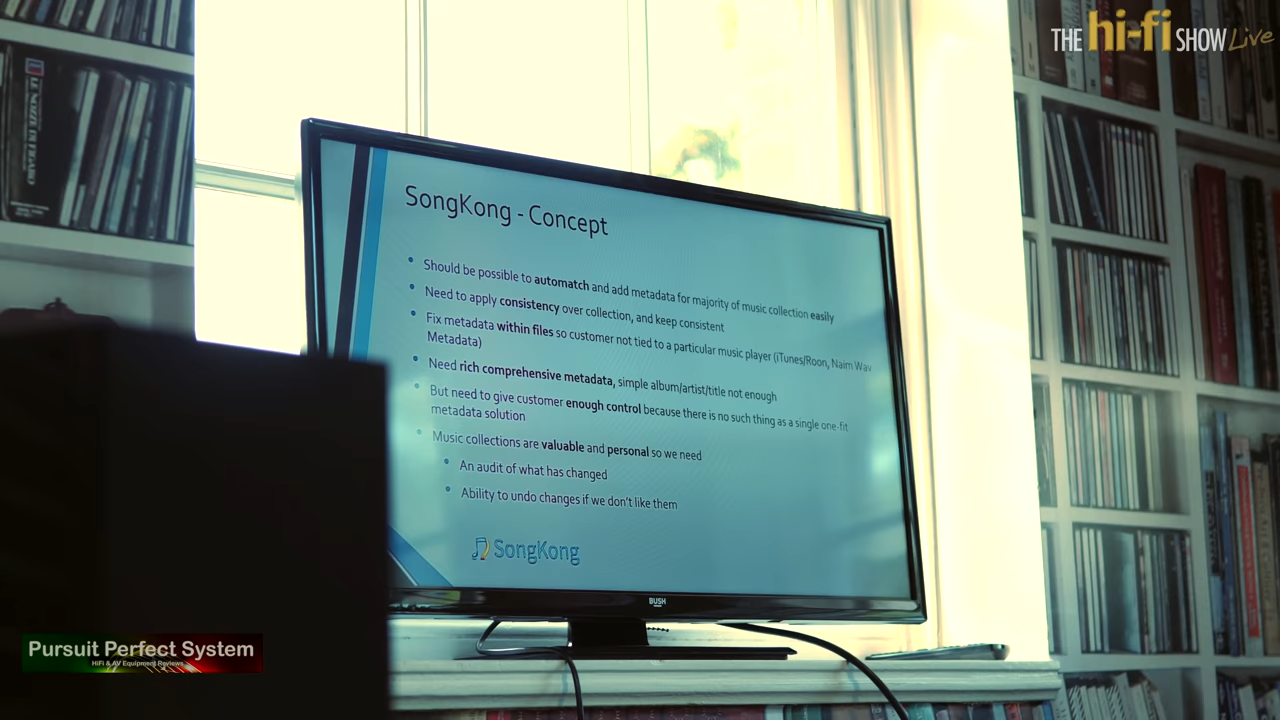 THE hi-fi SHOW Live
LE NOZZE DI FIGARO
SongKong - Concept
Should be possible to automatch and add metadata for majority of music collection easily
Need to apply consistency over collection, and keep consistent
Fix metadata within files so customer not tied to a particular music player (iTunes/Roon, Naim Wav
Metadata)
Need rich comprehensive metadata, simple album/artist/title not enough
But need to give customer enough control because there is no such thing as a single one-fit
metadata solution
Music collections are valuable and personal so we need
An audit of what has changed
Ability to undo changes if we don't like them
SongKong
BUSH
Pursuit Perfect System
HiFi & AV Equipment Reviews